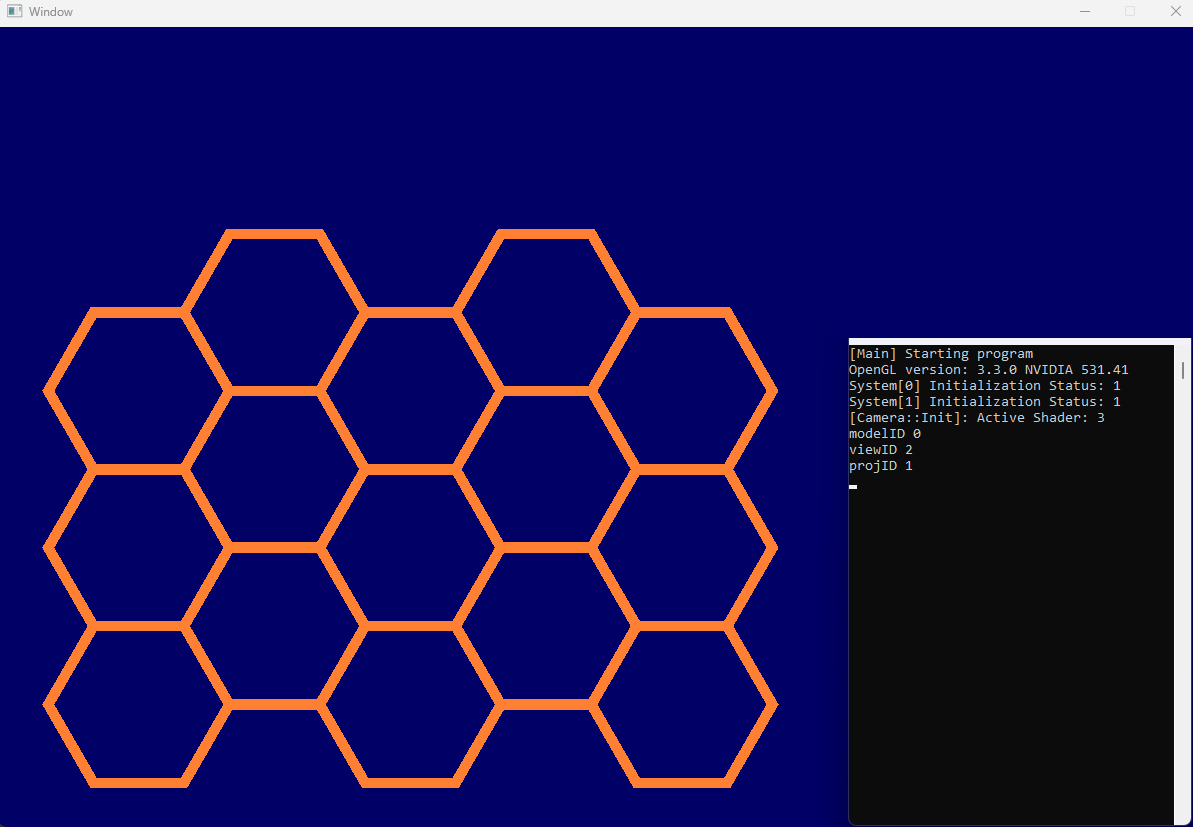 Window
[Main] Starting program
OpenGL version: 3.3.0 NVIDIA 531.41
System[0] Initialization Status: 1
System[1] Initialization Status: 1
[Camera::Init]: Active Shader: 3
modelID 0
viewID 2
projID 1